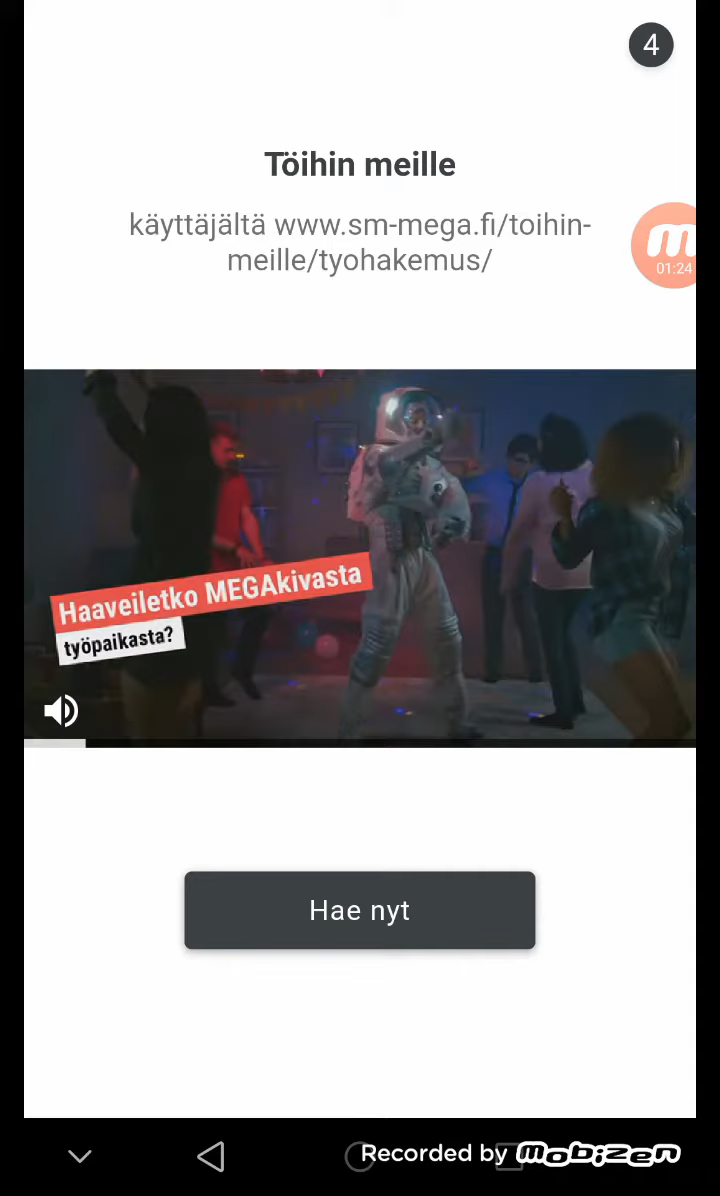 4
Töihin meille
käyttäjältä www.sm-mega.fi/toihin-
meille/tyohakemus/
m
01:24
Haaveiletko MEGAkivasta
työpaikasta?
Hae nyt
Recorded by mobizen